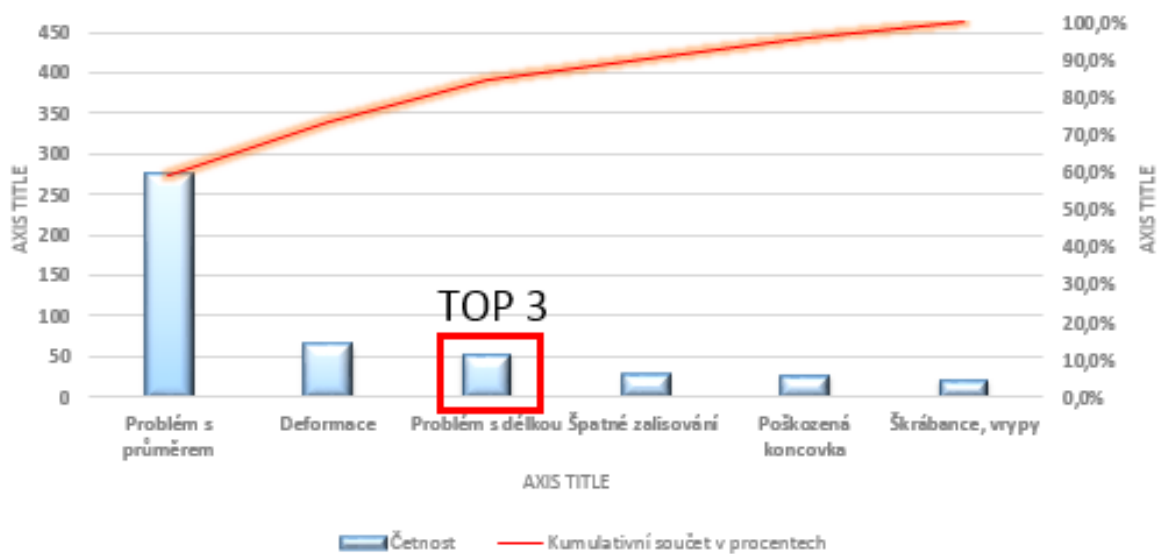 450
400
350
300
250
200
150
100
50
0
AXIS TITLE
100,0%
90,0%
80,0%
70,0%
60,0%
50,0%
40,0%
30,0%
20,0%
10,0%
0,0%
AXIS TITLE
TOP 3
Problém s průměrem
Deformace
Problém s délkou
Špatné zalisování
Poškozená koncovka
Škrábance, vrypy
AXIS TITLE
Četnost
Kumulativní součet v procentech